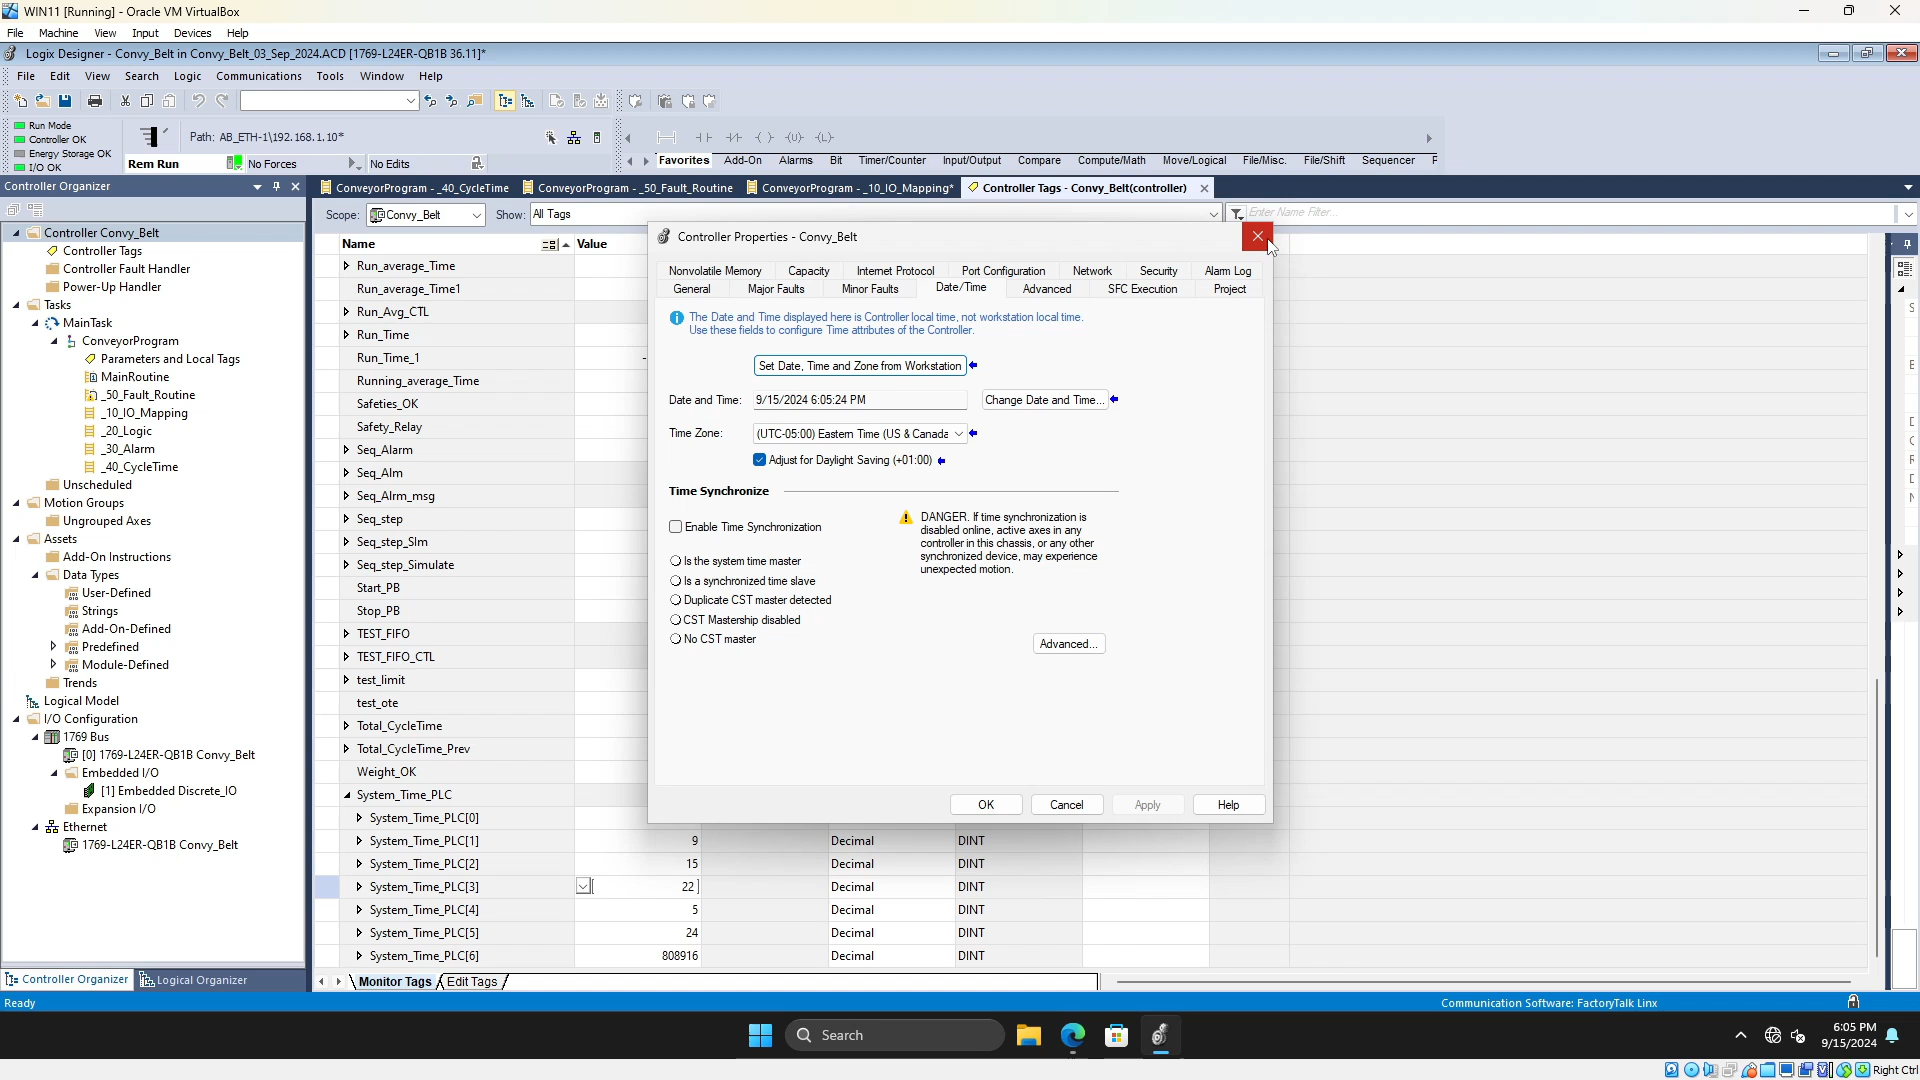 WIN11 [Running] - Oracle VM VirtualBox
File Machine View Input Devices Help
Logix Designer - Convy_Belt in Convy_Belt_03_Sep_2024.ACD [1769-L24ER-QB1B 36.11]*
File Edit View Search Logic Communications Tools Window Help
Run Mode
Controller OK
Energy Storage OK
I/O OK
Path: AB_ETH-1\192.168.1.10*
Rem Run
No Forces
No Edits
Favorites Add-On Alarms Bit Timer/Counter Input/Output Compare Compute/Math Move/Logical File/Misc. File/Shift Sequencer P
Controller Organizer
ConveyorProgram - _40_CycleTime
ConveyorProgram - _50_Fault_Routine
ConveyorProgram - _10_IO_Mapping*
Controller Tags - Convy_Belt(controller)
Scope: Convy_Belt Show: All Tags
Enter Name Filter...
Controller Convy_Belt
Controller Tags
Controller Fault Handler
Power-Up Handler
Tasks
MainTask
ConveyorProgram
Parameters and Local Tags
MainRoutine
_50_Fault_Routine
_10_IO_Mapping
_20_Logic
_30_Alarm
_40_CycleTime
Unscheduled
Motion Groups
Ungrouped Axes
Assets
Add-On Instructions
Data Types
User-Defined
Strings
Add-On-Defined
Predefined
Module-Defined
Trends
Logical Model
I/O Configuration
1769 Bus
[0] 1769-L24ER-QB1B Convy_Belt
Embedded I/O
[1] Embedded Discrete_IO
Expansion I/O
Ethernet
1769-L24ER-QB1B Convy_Belt
Controller Organizer
Logical Organizer
Name Value
Run_average_Time
Run_average_Time1
Run_Avg_CTL
Run_Time
Run_Time_1 -
Running_average_Time
Safeties_OK
Safety_Relay
Seq_Alarm
Seq_Alm
Seq_Alrm_msg
Seq_step
Seq_step_Slm
Seq_step_Simulate
Start_PB
Stop_PB
TEST_FIFO
TEST_FIFO_CTL
test_limit
test_ote
Total_CycleTime
Total_CycleTime_Prev
Weight_OK
System_Time_PLC
System_Time_PLC[0]
System_Time_PLC[1] 9 Decimal DINT
System_Time_PLC[2] 15 Decimal DINT
System_Time_PLC[3] 22 Decimal DINT
System_Time_PLC[4] 5 Decimal DINT
System_Time_PLC[5] 24 Decimal DINT
System_Time_PLC[6] 808916 Decimal DINT
Monitor Tags Edit Tags
Controller Properties - Convy_Belt
Nonvolatile Memory Capacity Internet Protocol Port Configuration Network Security Alarm Log
General Major Faults Minor Faults Date/Time Advanced SFC Execution Project
The Date and Time displayed here is Controller local time, not workstation local time.
Use these fields to configure Time attributes of the Controller.
Set Date, Time and Zone from Workstation
Date and Time: 9/15/2024 6:05:24 PM Change Date and Time...
Time Zone: (UTC-05:00) Eastern Time (US & Canada
Adjust for Daylight Saving (+01:00)
Time Synchronize
Enable Time Synchronization
DANGER. If time synchronization is
disabled online, active axes in any
controller in this chassis, or any other
synchronized device, may experience
unexpected motion.
Is the system time master
Is a synchronized time slave
Duplicate CST master detected
CST Mastership disabled
No CST master
Advanced...
OK Cancel Apply Help
Ready
Communication Software: FactoryTalk Linx
Search
6:05 PM
9/15/2024
Right Ctrl